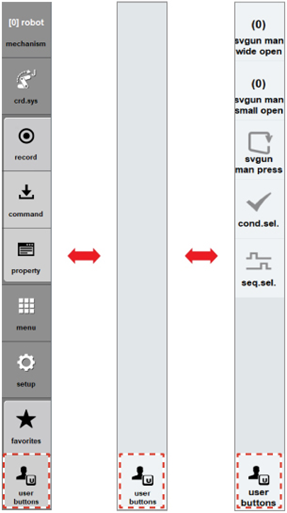 [0] robot
mechanism
crd.sys
record
command
property
menu
setup
favorites
U
user
buttons
U
user
buttons
(0)
svgun man
wide open
(0)
svgun man
small open
svgun
man press
cond.sel.
seq.sel.
U
user
buttons